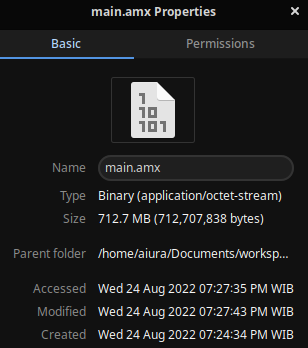 main.amx Properties ×
Basic Permissions
1
10
101
Name main.amx
Type Binary (application/octet-stream)
Size 712.7 MB (712,707,838 bytes)
Parent folder /home/aiura/Documents/worksp...
Accessed Wed 24 Aug 2022 07:27:35 PM WIB
Modified Wed 24 Aug 2022 07:27:43 PM WIB
Created Wed 24 Aug 2022 07:24:34 PM WIB